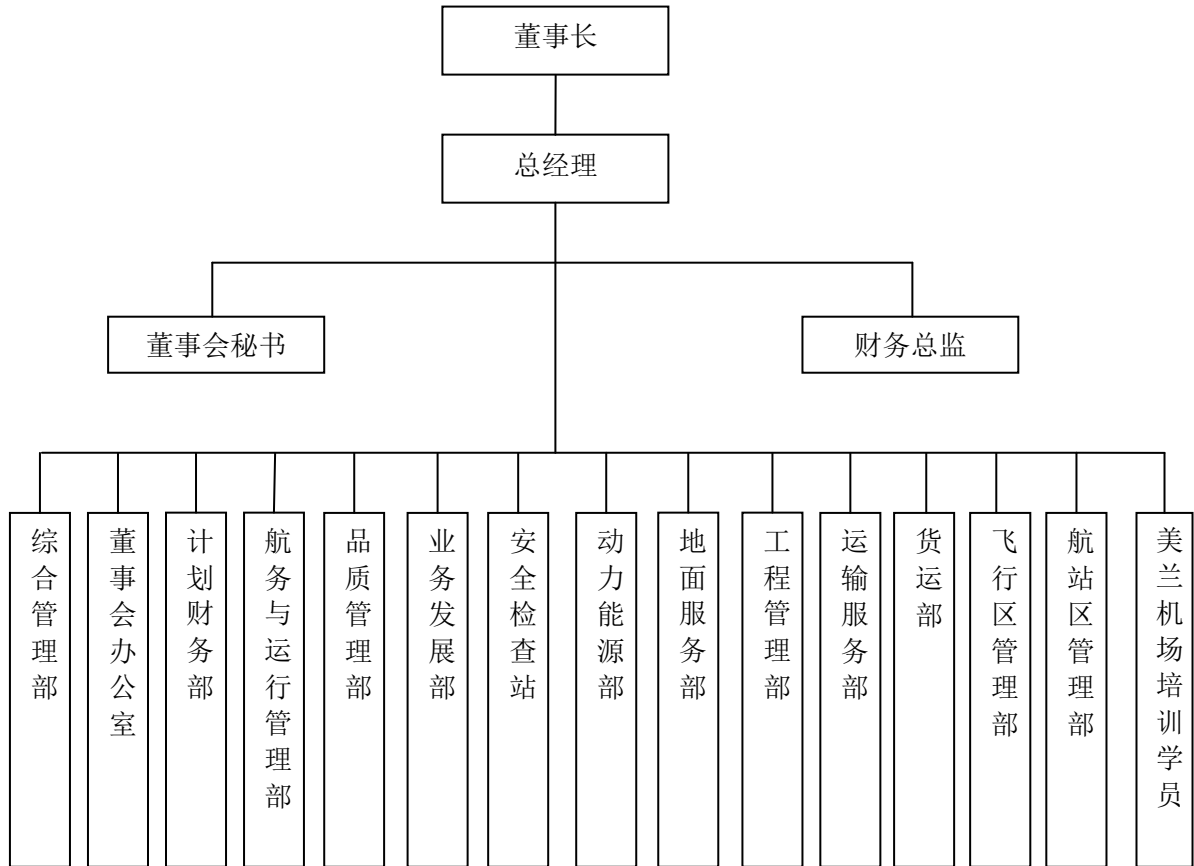 董事长
总经理
董事会秘书
财务总监
综合管理部
董事会办公室
计划财务部
航务与运行管理部
品质管理部
业务发展部
安全检查站
动力能源部
地面服务部
工程管理部
运输服务部
货运部
飞行区管理部
航站区管理部
美兰机场培训学员